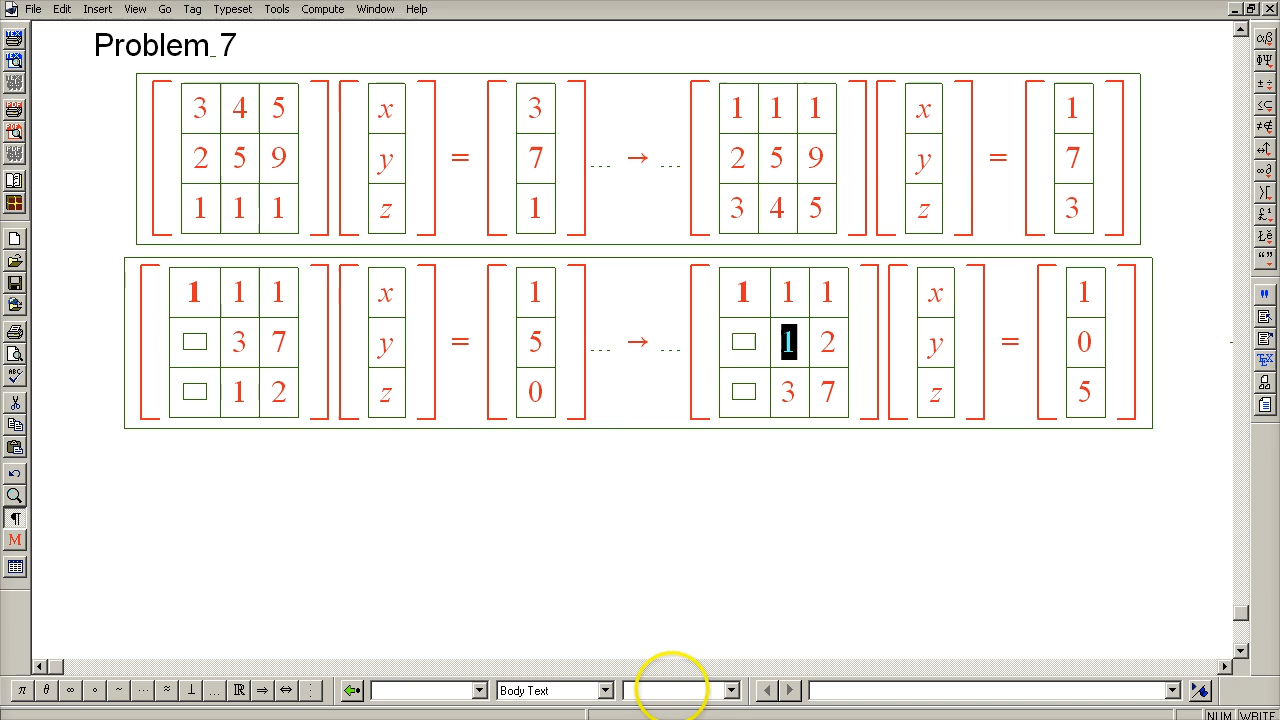 File Edit Insert View Go Tag Typeset Tools Compute Window Help
Problem 7
3 4 5 x 3 1 1 1 x 1
2 5 9 y = 7 ... → ... 2 5 9 y = 7
1 1 1 z 1 3 4 5 z 3
1 1 1 x 1 1 1 1 x 1
3 7 y = 5 ... → ... 1 2 y = 0
1 2 z 0 3 7 z 5
Body Text
NUM WRITE